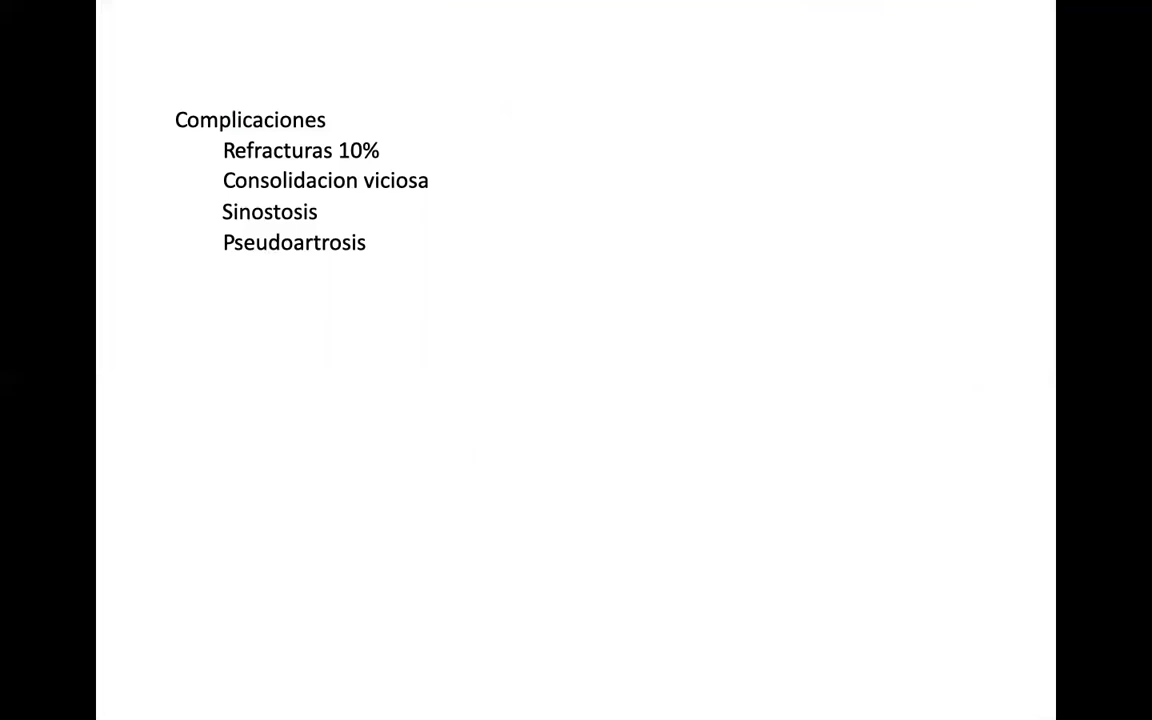 Complicaciones
Refracturas 10%
Consolidacion viciosa
Sinostosis
Pseudoartrosis